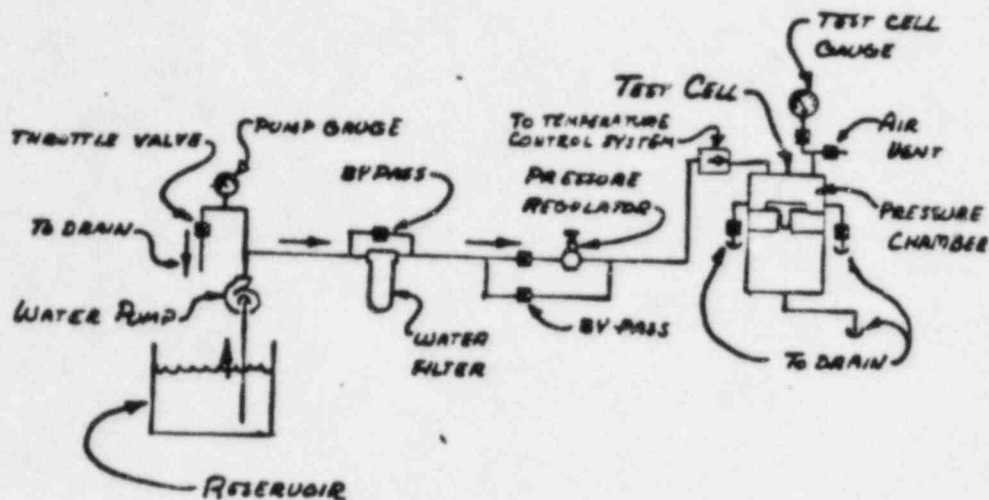 TEST CELL
GAUGE
TEST CELL
TO TEMPERATURE
CONTROL SYSTEM
AIR
VENT
PUMP GAUGE
THROTTLE VALVE
BY PASS
PRESSURE
REGULATOR
PRESSURE
CHAMBER
TO DRAIN
WATER PUMP
WATER
FILTER
BY PASS
TO DRAIN
RESERVOIR